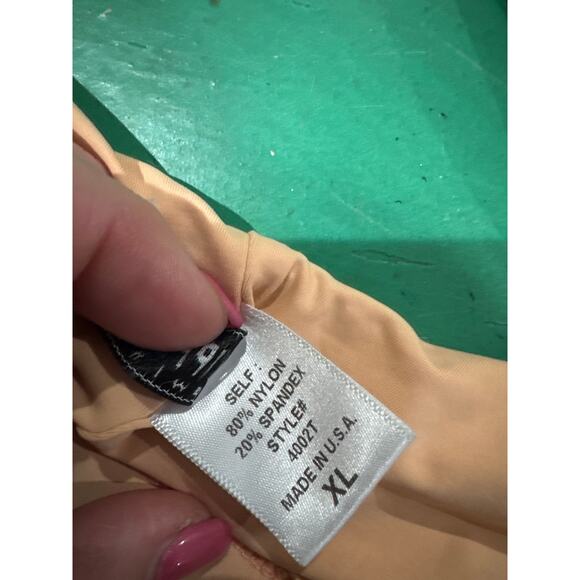 SELF :
80% NYLON
20% SPANDEX
STYLE#
4002T
MADE IN U.S.A.
XL